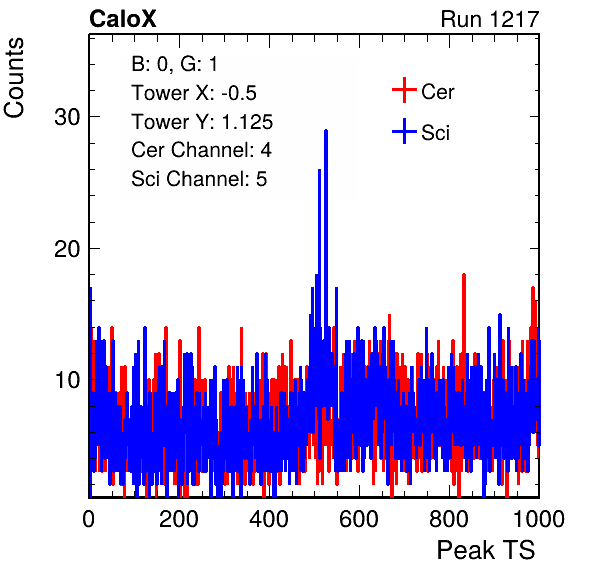 CaloX Run 1217
Counts
B: 0, G: 1
Tower X: -0.5
Tower Y: 1.125
Cer Channel: 4
Sci Channel: 5
Cer
Sci
30
20
10
0 200 400 600 800 1000
Peak TS